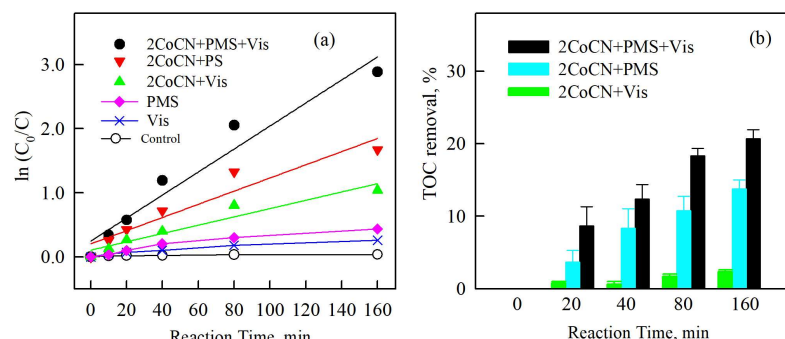 (a)
2CoCN+PMS+Vis
2CoCN+PS
2CoCN+Vis
PMS
Vis
Control
ln (C0/C)
3.0
2.0
1.0
0.0
0 20 40 60 80 100 120 140 160
Reaction Time, min
(b)
2CoCN+PMS+Vis
2CoCN+PMS
2CoCN+Vis
TOC removal, %
30
20
10
0
0 20 40 80 160
Reaction Time, min